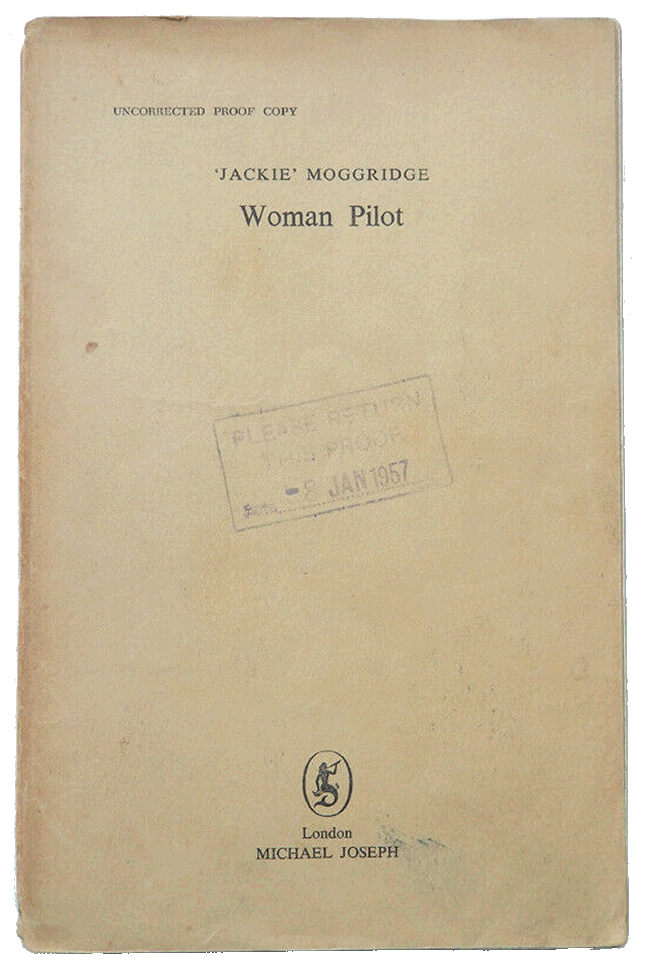 UNCORRECTED PROOF COPY
'JACKIE' MOGGRIDGE
Woman Pilot
PLEASE RETURN
THIS PROOF
-8 JAN 1957
London
MICHAEL JOSEPH